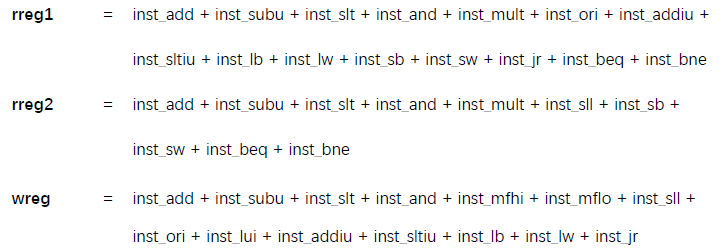 rreg1 = inst_add + inst_subu + inst_slt + inst_and + inst_mult + inst_ori + inst_addiu +
inst_sltiu + inst_lb + inst_lw + inst_sb + inst_sw + inst_jr + inst_beq + inst_bne
rreg2 = inst_add + inst_subu + inst_slt + inst_and + inst_mult + inst_sll + inst_sb +
inst_sw + inst_beq + inst_bne
wreg = inst_add + inst_subu + inst_slt + inst_and + inst_mfhi + inst_mflo + inst_sll +
inst_ori + inst_lui + inst_addiu + inst_sltiu + inst_lb + inst_lw + inst_jr